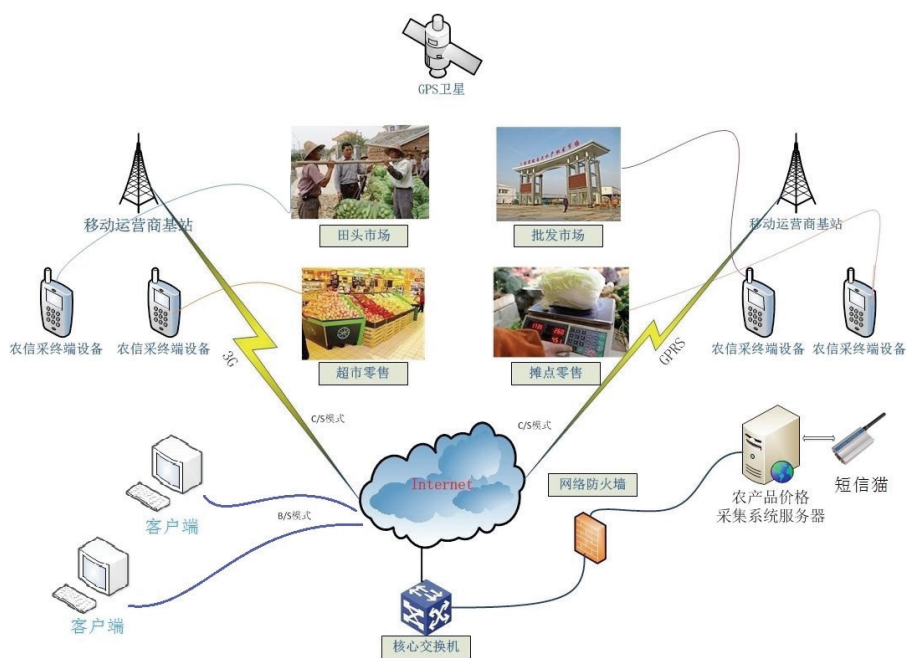 GPS卫星
移动运营商基站
田头市场
批发市场
移动运营商基站
农信采终端设备
农信采终端设备
3G
超市零售
摊点零售
GPRS
农信采终端设备
农信采终端设备
C/S模式
C/S模式
Internet
网络防火墙
农产品价格
采集系统服务器
短信猫
客户端
B/S模式
客户端
核心交换机